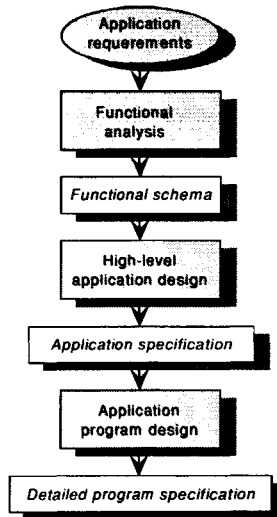 Application
requerements
Functional
analysis
Functional schema
High-level
application design
Application specification
Application
program design
Detailed program specification